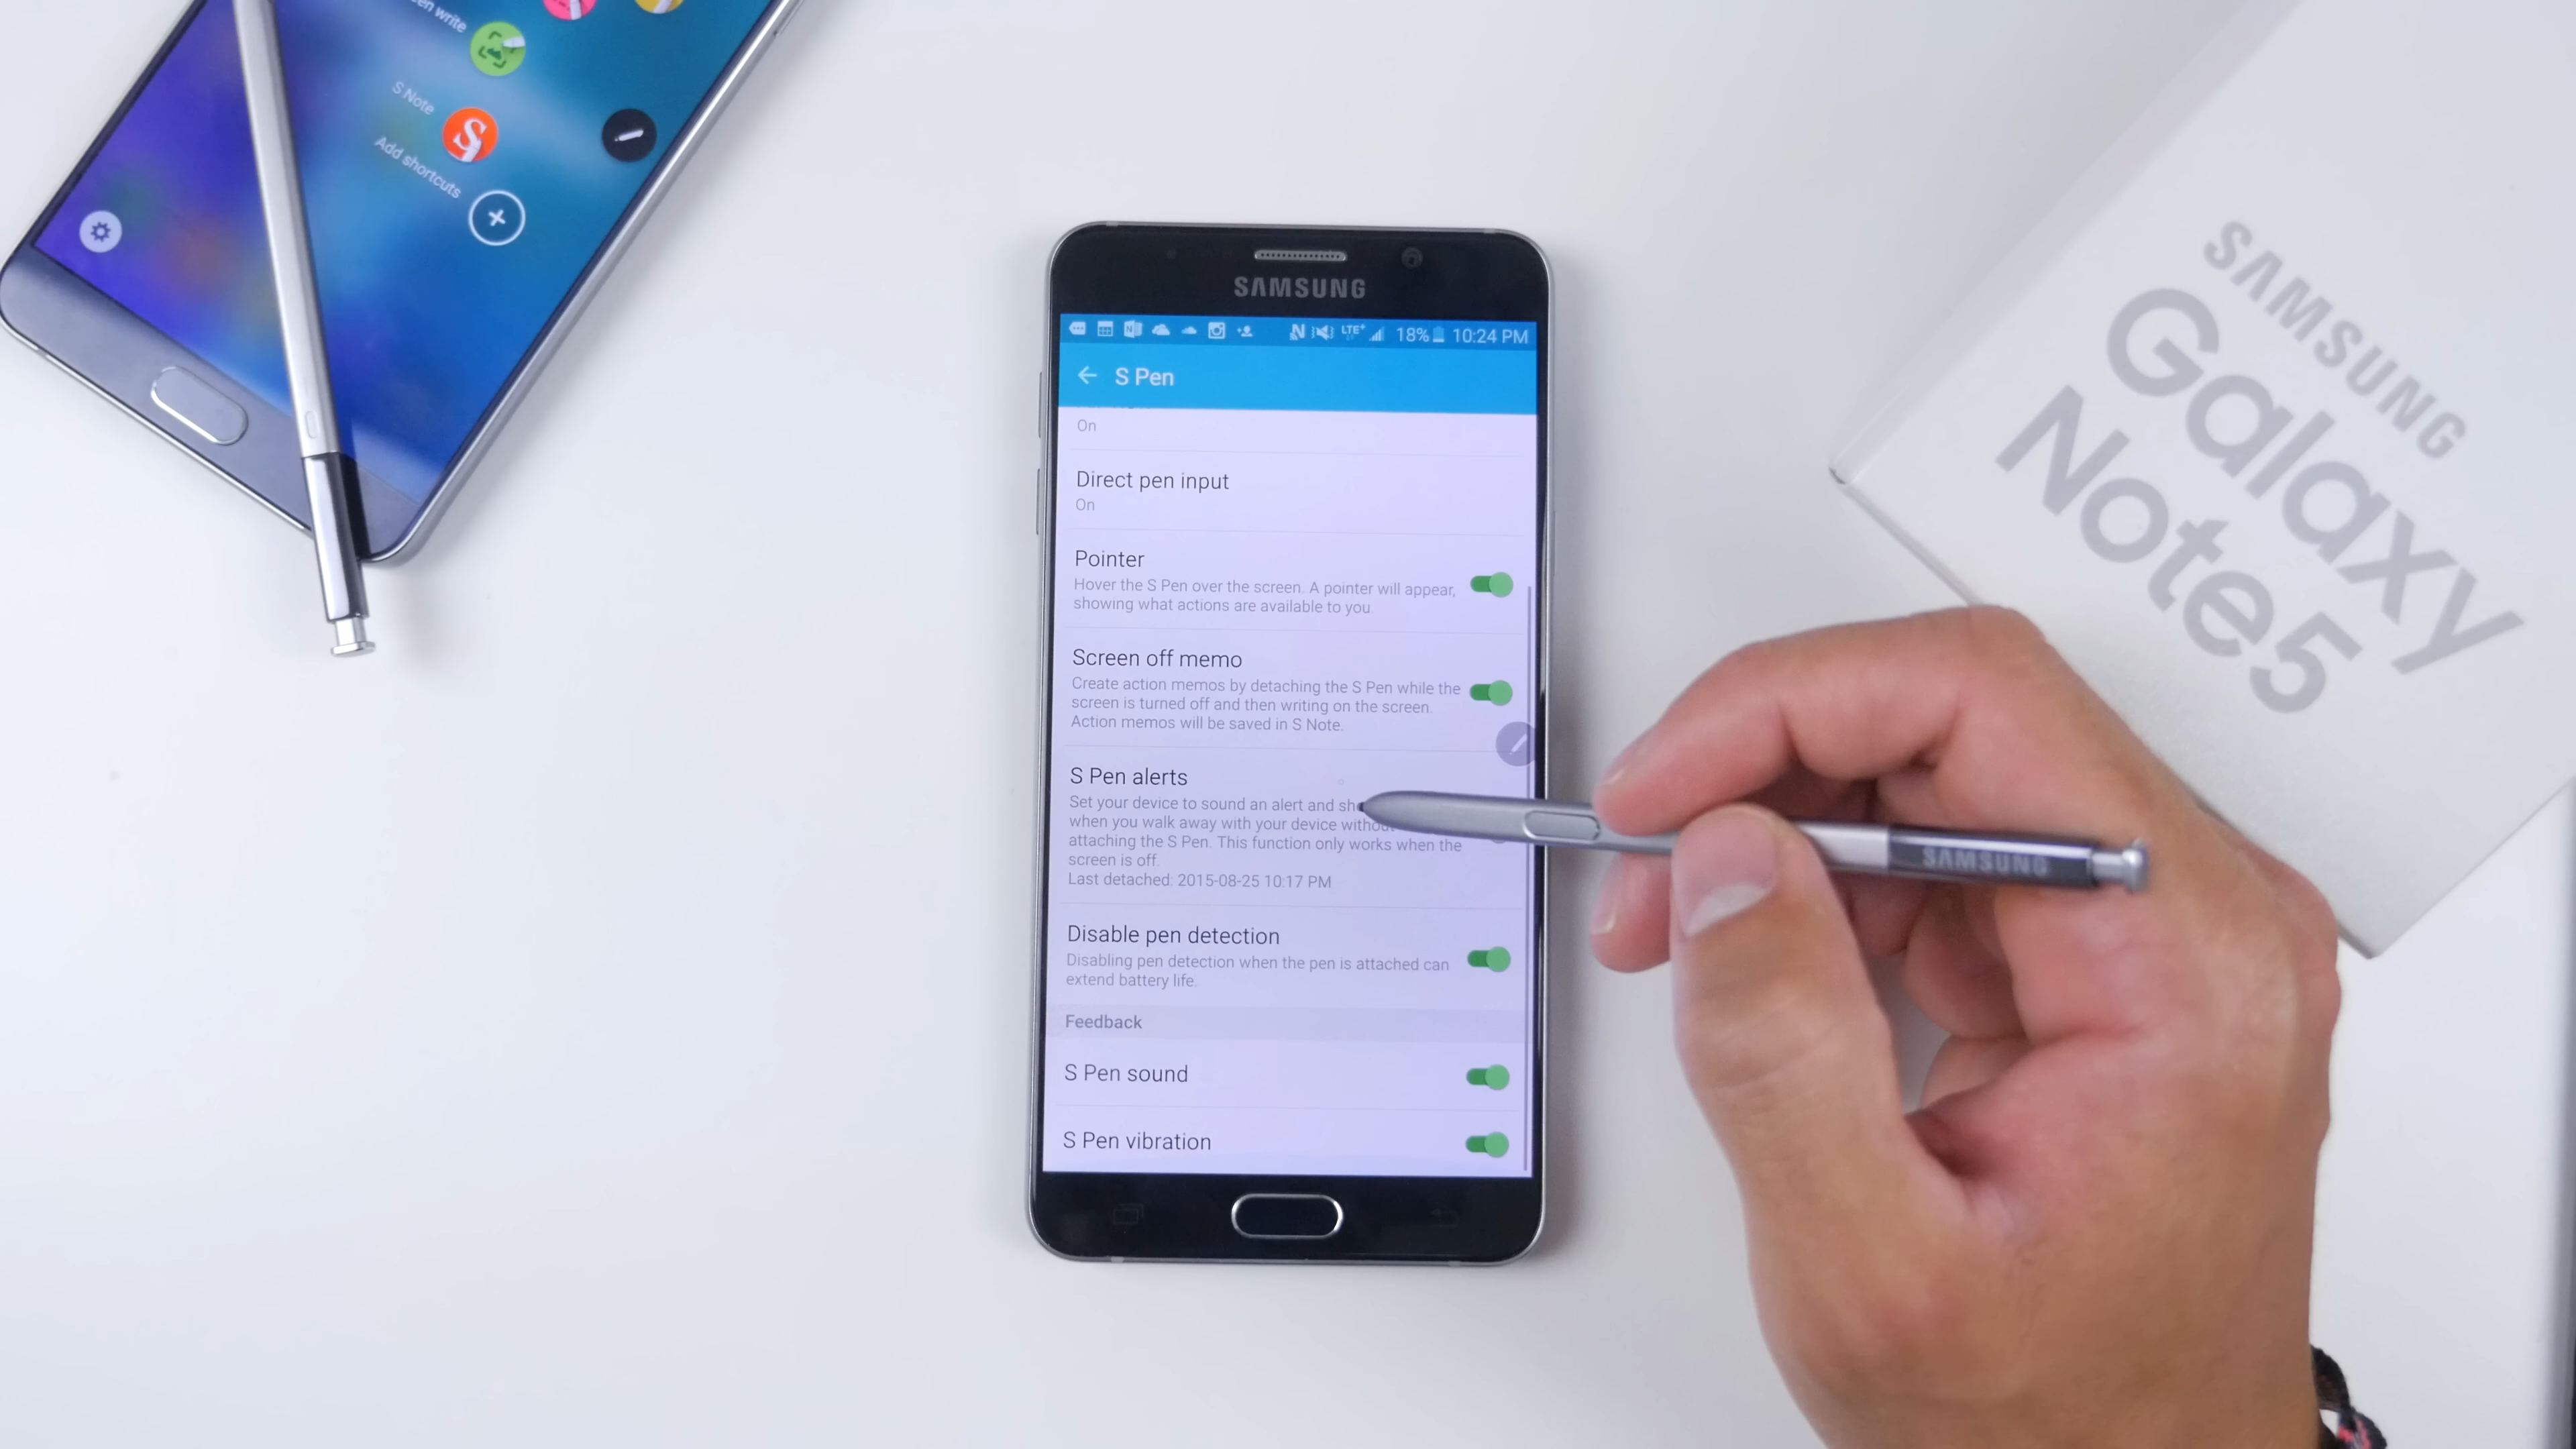 write
S Note
Add shortcuts
SAMSUNG
LTE+ 18% 10:24 PM
S Pen
On
Direct pen input
On
Pointer
Hover the S Pen over the screen. A pointer will appear,
showing what actions are available to you.
Screen off memo
Create action memos by detaching the S Pen while the
screen is turned off and then writing on the screen.
Action memos will be saved in S Note.
S Pen alerts
Set your device to sound an alert and
when you walk away with your device
attaching the S Pen. This function only works when the
screen is off.
Last detached: 2015-08-25 10:17 PM
Disable pen detection
Disabling pen detection when the pen is attached can
extend battery life.
Feedback
S Pen sound
S Pen vibration
SAMSUNG
SAMSUNG
Galaxy
Note5